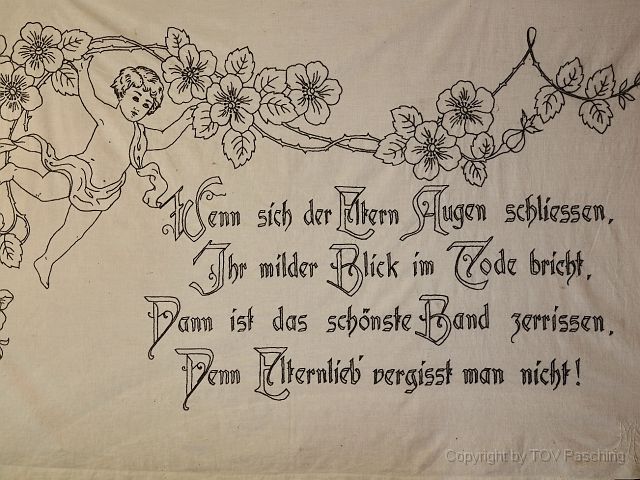 Wenn sich der Eltern Augen schliessen,
Ihr milder Blick im Tode bricht,
Dann ist das schönste Band zerrissen,
Denn Elternlieb' vergisst man nicht!
Copyright by TOV Pasching